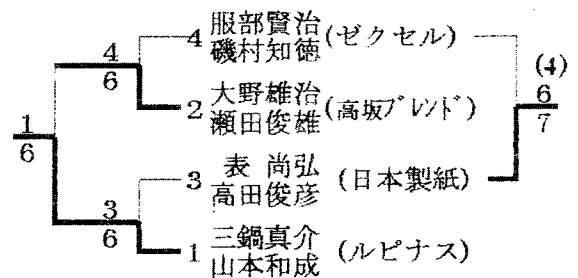 4 服部賢治 磯村知徳 (ゼクセル)
2 大野雄治 瀬田俊雄 (高坂ブレンド)
3 表 尚弘 高田俊彦 (日本製紙)
1 三鍋真介 山本和成 (ルピナス)
4
6
1
6
3
6
(4)
6
7